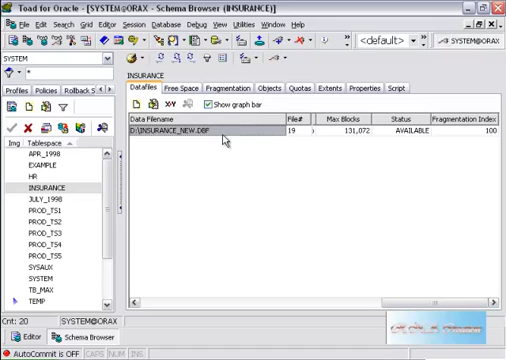 Toad for Oracle - [SYSTEM@ORAX - Schema Browser (INSURANCE)]
File Edit Search Grid Editor Create Database Debug View Utilities Window
<default> SYSTEM@ORAX
SYSTEM
*
Profiles Policies Rollback S
Img Tablespace
APR_1998
EXAMPLE
HR
INSURANCE
JULY_1998
PROD_TS1
PROD_TS2
PROD_TS3
PROD_TS4
PROD_TS5
SYSAUX
SYSTEM
TB_MAX
TEMP
INSURANCE
Datafiles Free Space Fragmentation Objects Quotas Extents Properties Script
Show graph bar
Data Filename File# Max Blocks Status Fragmentation Index
D:\INSURANCE_NEW.DBF 19 131,072 AVAILABLE 100
Cnt: 20 SYSTEM@ORAX
Editor Schema Browser
AutoCommit is OFF CAPS NUM INS